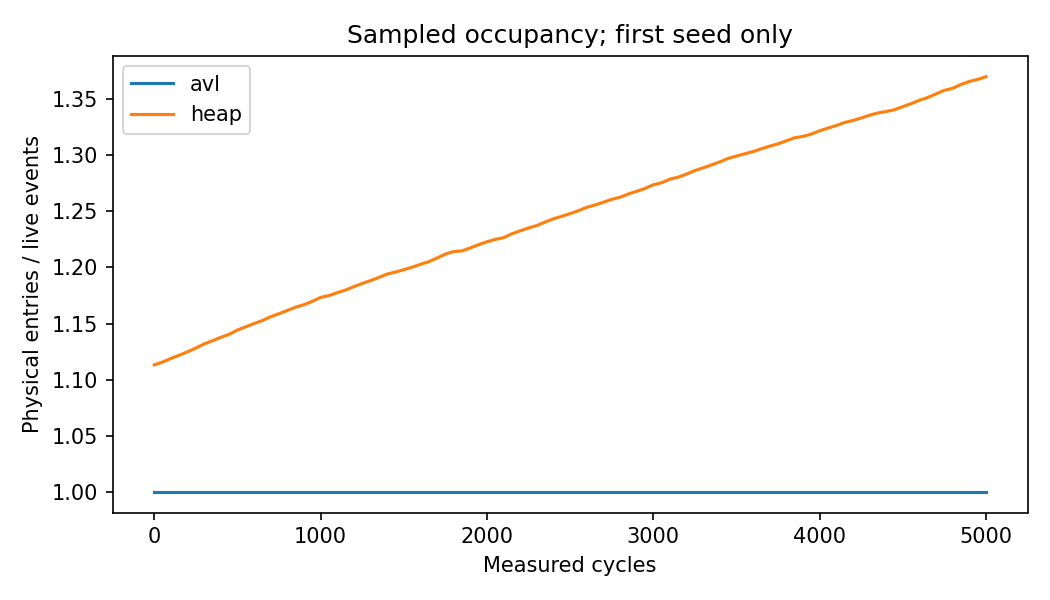 Sampled occupancy; first seed only
avl
heap
Physical entries / live events
1.35
1.30
1.25
1.20
1.15
1.10
1.05
1.00
0 1000 2000 3000 4000 5000
Measured cycles